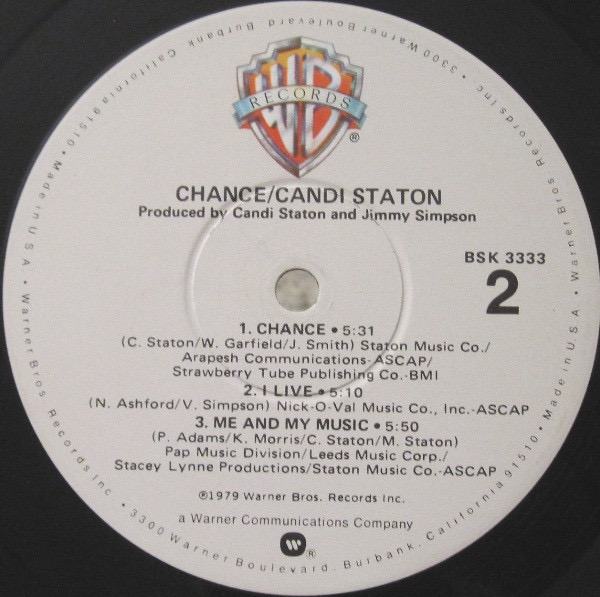 WB
RECORDS
®
CHANCE/CANDI STATON
Produced by Candi Staton and Jimmy Simpson
BSK 3333
2
1. CHANCE • 5:31
(C. Staton/W. Garfield/J. Smith) Staton Music Co./
Arapesh Communications-ASCAP/
Strawberry Tube Publishing Co.-BMI
2. I LIVE • 5:10
(N. Ashford/V. Simpson) Nick-O-Val Music Co., Inc.-ASCAP
3. ME AND MY MUSIC • 5:50
(P. Adams/K. Morris/C. Staton/M. Staton)
Pap Music Division/Leeds Music Corp./
Stacey Lynne Productions/Staton Music Co.-ASCAP
℗1979 Warner Bros. Records Inc.
a Warner Communications Company
W ®
Made in U.S.A. • Warner Bros. Records Inc. • 3300 Warner Boulevard, Burbank, California 91510 • Made in U.S.A. • Warner Bros. Records Inc. • 3300 Warner Boulevard, Burbank, California 91510 •